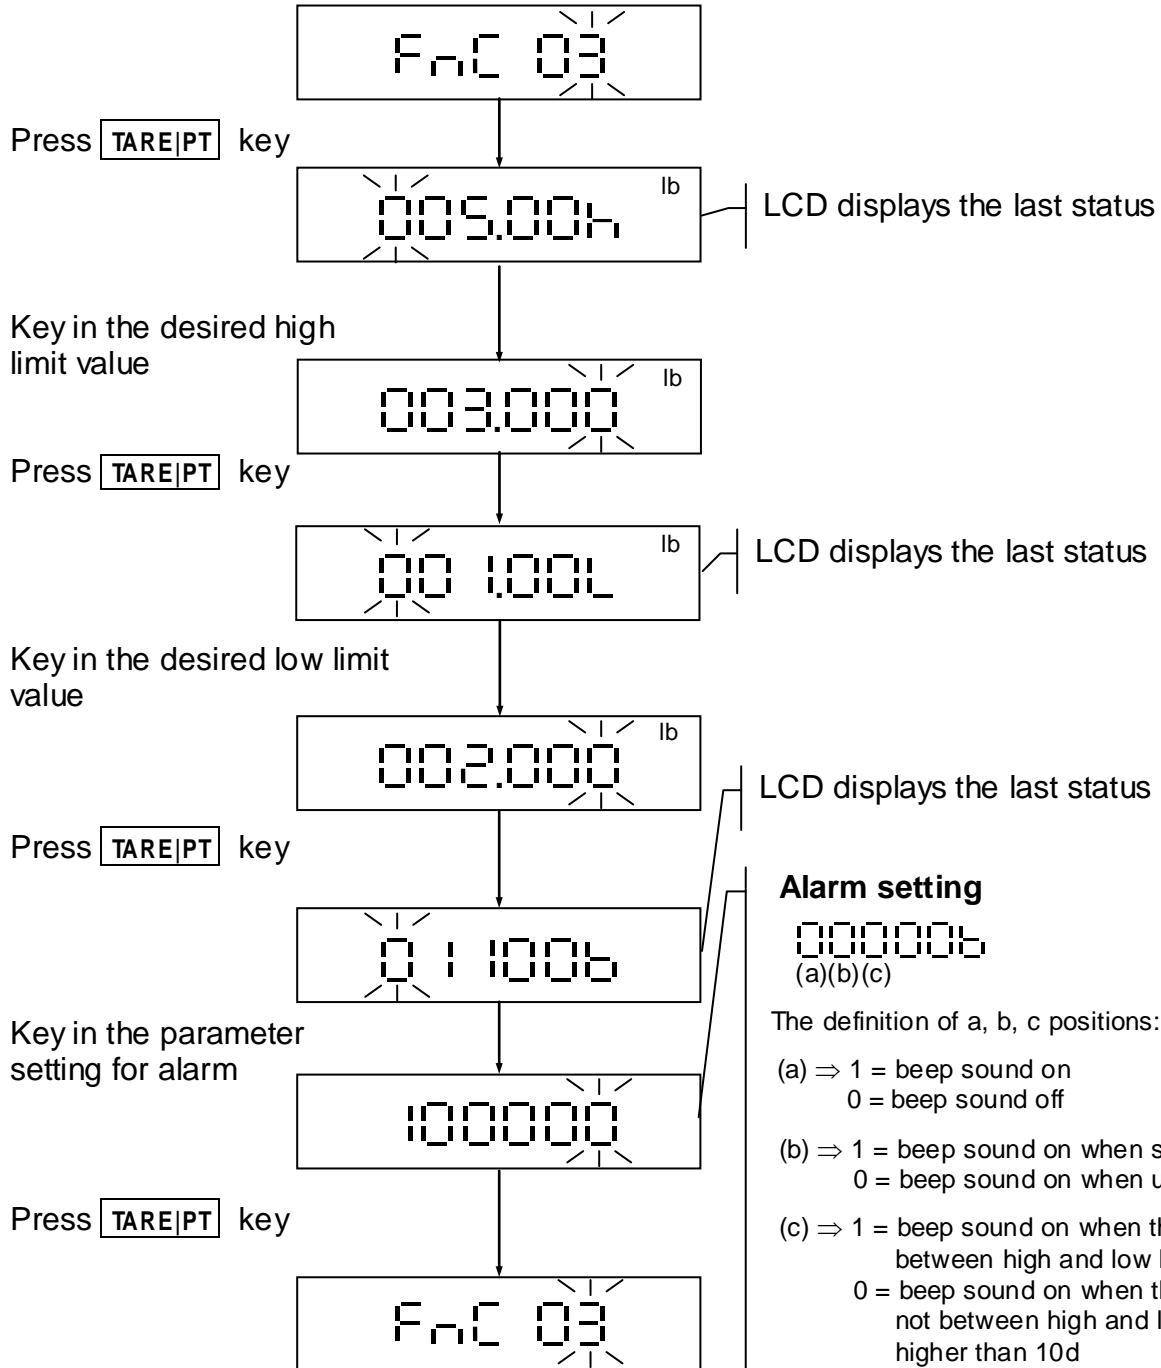 FnC 03
Press TARE|PT key
005.00h lb
LCD displays the last status
Key in the desired high
limit value
003.000 lb
Press TARE|PT key
001.00L lb
LCD displays the last status
Key in the desired low limit
value
002.000 lb
LCD displays the last status
Press TARE|PT key
01100b
Alarm setting
00000b
(a)(b)(c)
The definition of a, b, c positions:
(a) ⇒ 1 = beep sound on
0 = beep sound off
Key in the parameter
setting for alarm
100000
(b) ⇒ 1 = beep sound on when
0 = beep sound on when
Press TARE|PT key
(c) ⇒ 1 = beep sound on when
between high and low
0 = beep sound on when
not between high and
higher than 10d
FnC 03